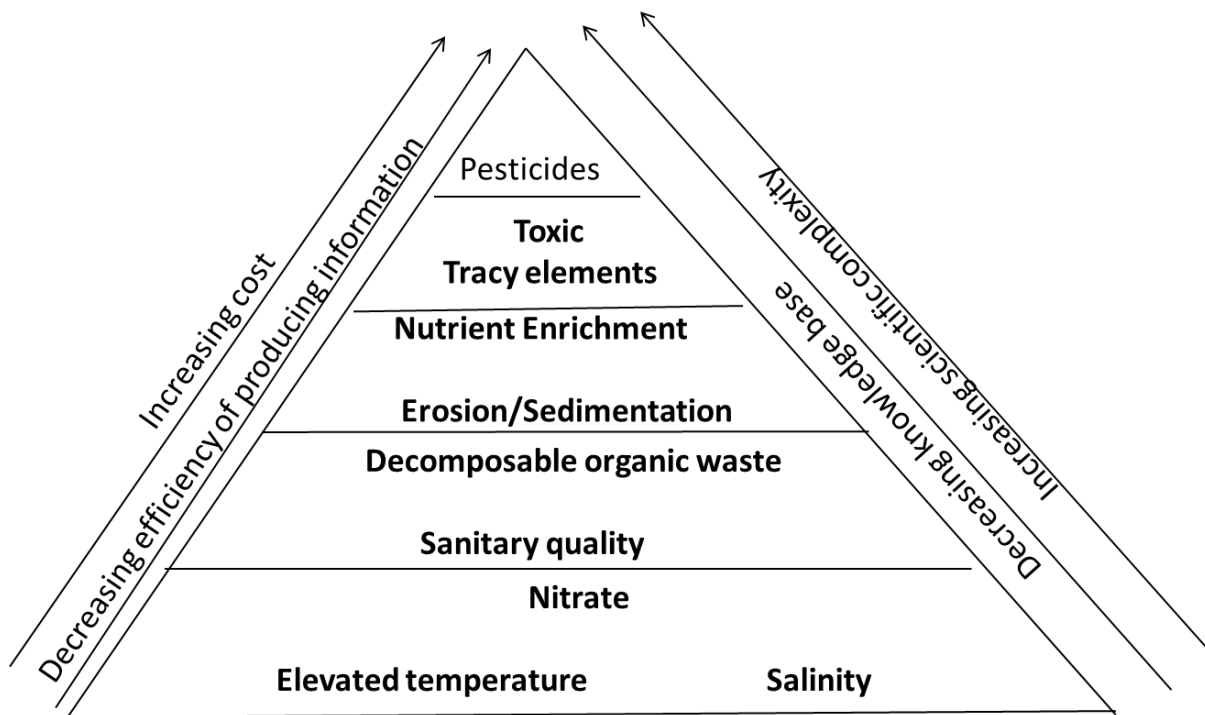 Pesticides
Toxic
Tracy elements
Nutrient Enrichment
Erosion/Sedimentation
Decomposable organic waste
Sanitary quality
Nitrate
Elevated temperature
Salinity
Increasing cost
Decreasing efficiency of producing information
Decreasing knowledge base
Increasing scientific complexity